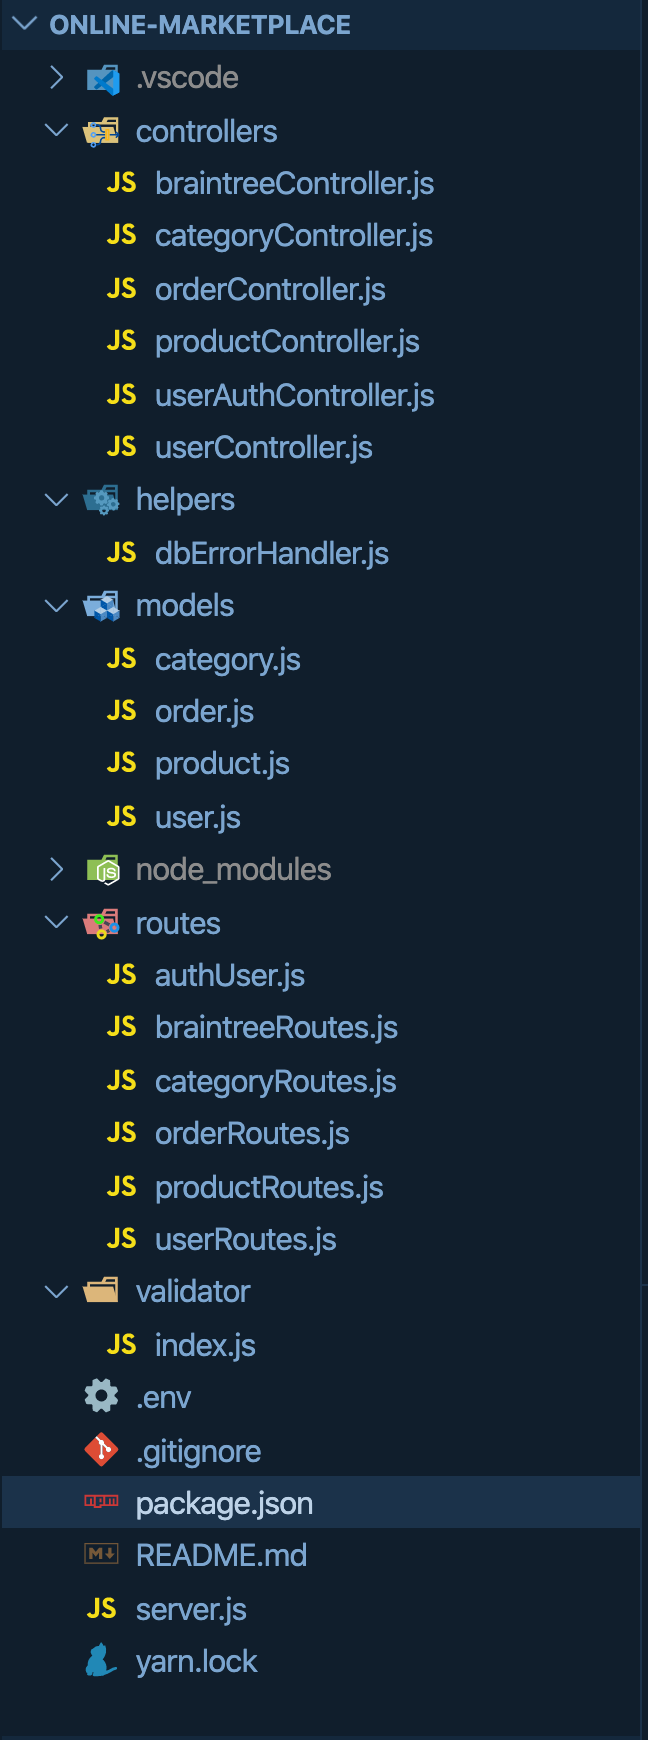 ONLINE-MARKETPLACE
.vscode
controllers
JS braintreeController.js
JS categoryController.js
JS orderController.js
JS productController.js
JS userAuthController.js
JS userController.js
helpers
JS dbErrorHandler.js
models
JS category.js
JS order.js
JS product.js
JS user.js
JS node_modules
routes
JS authUser.js
JS braintreeRoutes.js
JS categoryRoutes.js
JS orderRoutes.js
JS productRoutes.js
JS userRoutes.js
validator
JS index.js
.env
.gitignore
npm package.json
M README.md
JS server.js
yarn.lock